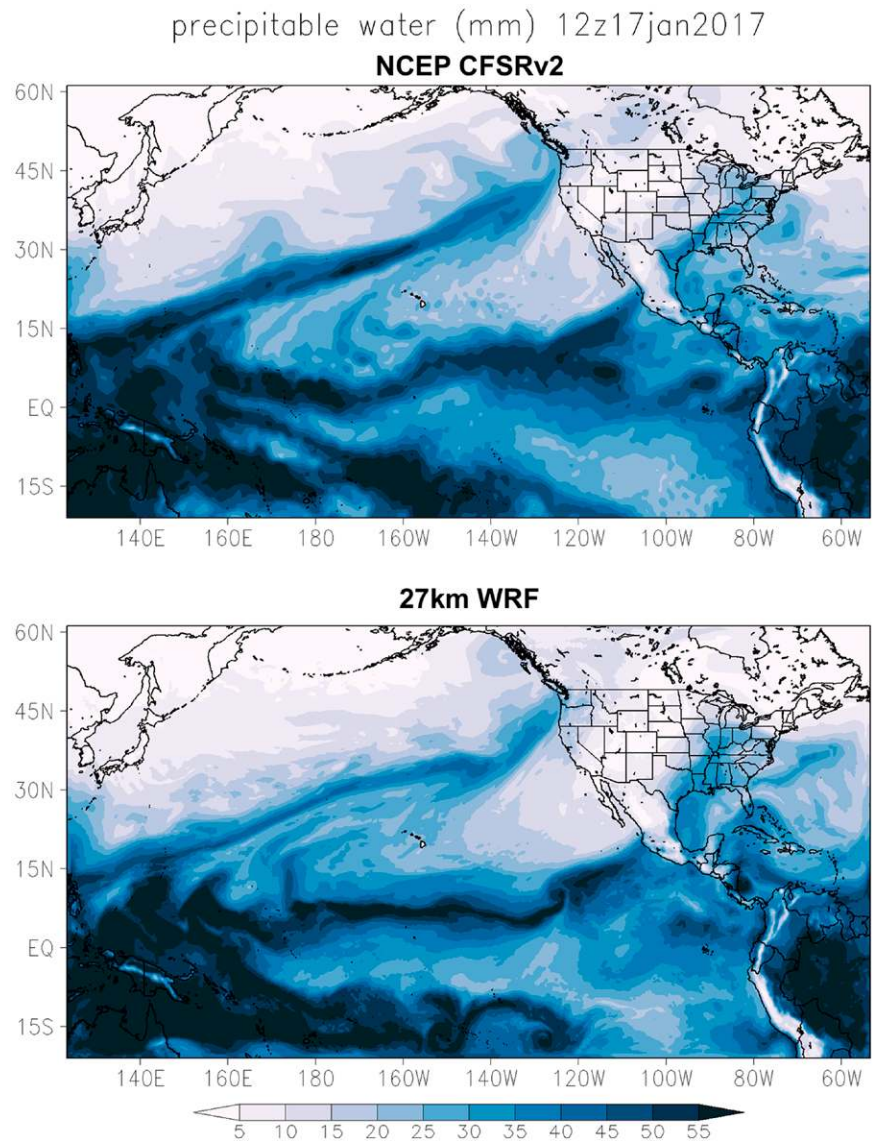 precipitable water (mm) 12z17jan2017
NCEP CFSRv2
60N
45N
30N
15N
EQ
15S
140E 160E 180 160W 140W 120W 100W 80W 60W
27km WRF
60N
45N
30N
15N
EQ
15S
140E 160E 180 160W 140W 120W 100W 80W 60W
5 10 15 20 25 30 35 40 45 50 55